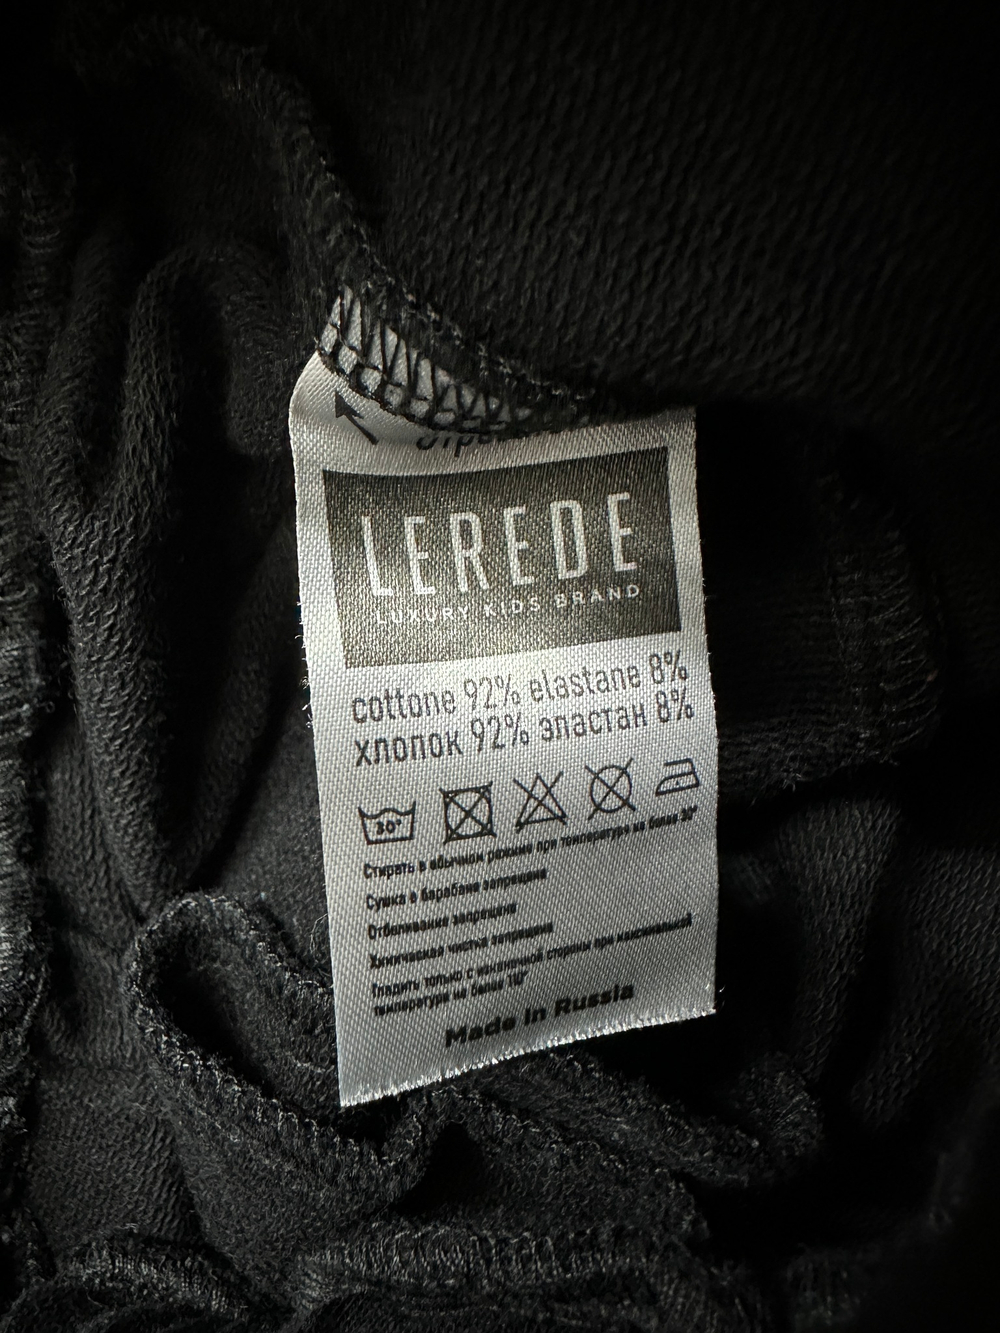 LEREDE
LUXURY KIDS BRAND
cottone 92% elastane 8%
хлопок 92% эластан 8%
30°
Стирать в обычном режиме при температуре не более 30°
Сушка в барабане запрещена
Отбеливание запрещено
Химическая чистка запрещена
Гладить только с изнаночной стороны при максимальной
температуре не более 110°
Made in Russia